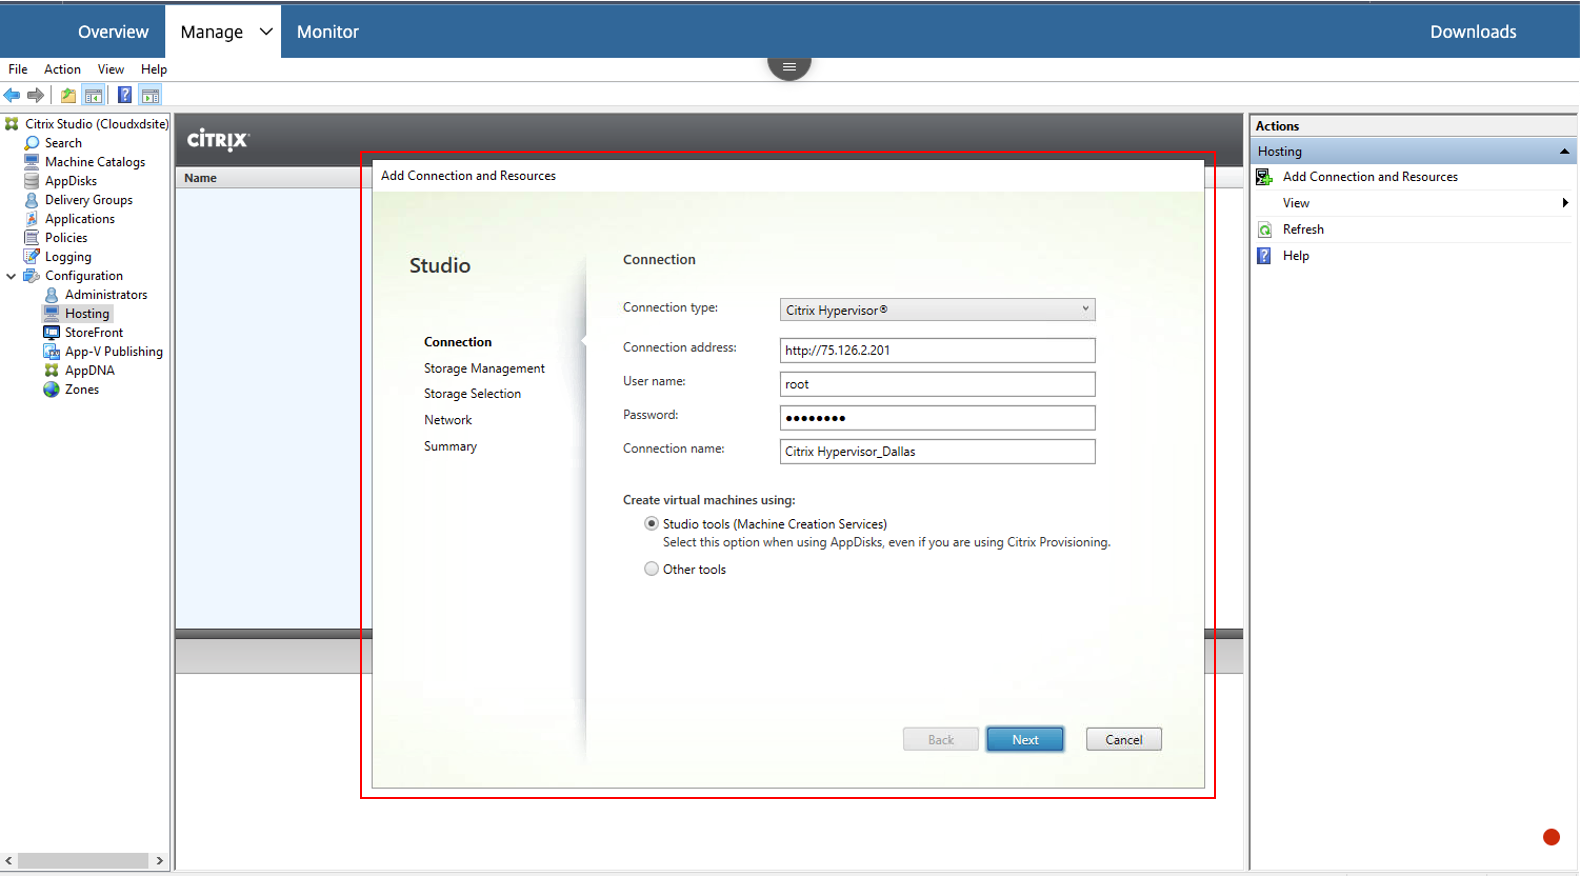 Overview
Manage
Monitor
Downloads
File Action View Help
Citrix Studio (Cloudxdsite)
Search
Machine Catalogs
AppDisks
Delivery Groups
Applications
Policies
Logging
Configuration
Administrators
Hosting
StoreFront
App-V Publishing
AppDNA
Zones
CITRIX
Name
Add Connection and Resources
Studio
Connection
Storage Management
Storage Selection
Network
Summary
Connection
Connection type: Citrix Hypervisor®
Connection address: http://75.126.2.201
User name: root
Password: ●●●●●●●●
Connection name: Citrix Hypervisor_Dallas
Create virtual machines using:
Studio tools (Machine Creation Services)
Select this option when using AppDisks, even if you are using Citrix Provisioning.
Other tools
Back Next Cancel
Actions
Hosting
Add Connection and Resources
View
Refresh
Help